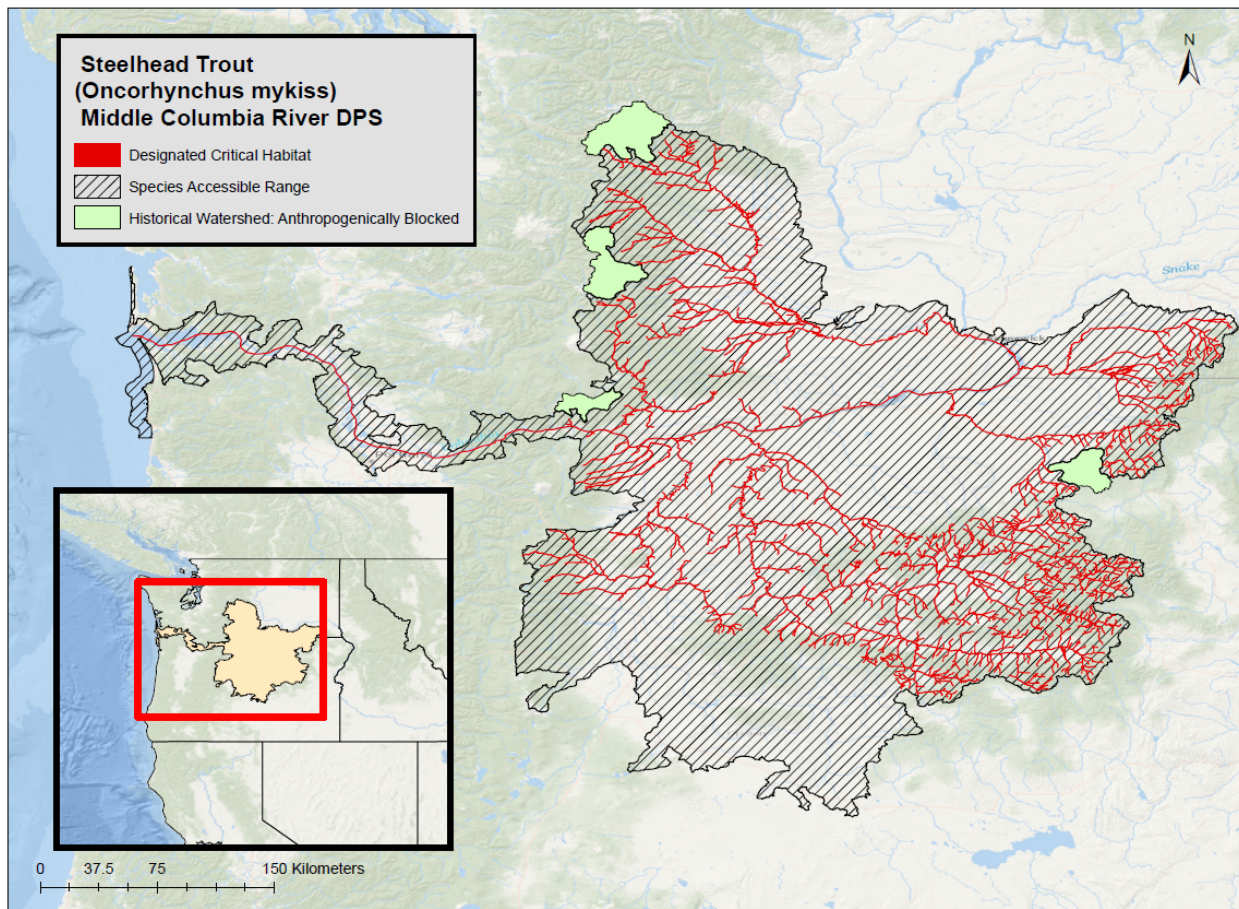 Steelhead Trout
(Oncorhynchus mykiss)
Middle Columbia River DPS
Designated Critical Habitat
Species Accessible Range
Historical Watershed: Anthropogenically Blocked
N
Snake
0 37.5 75 150 Kilometers